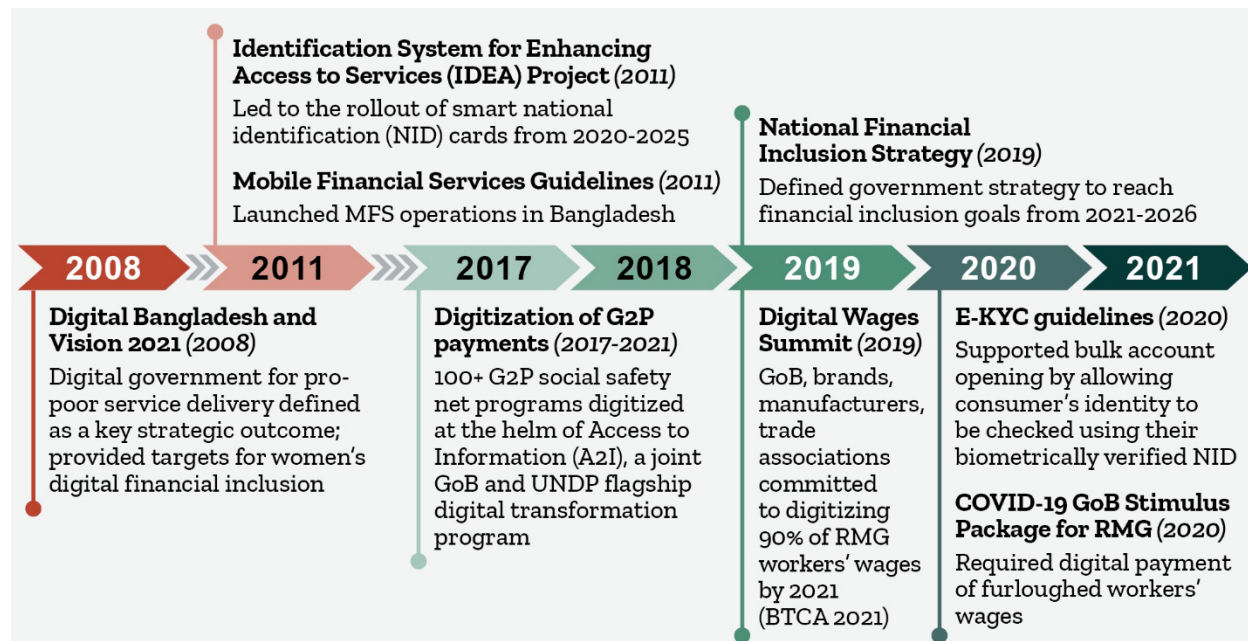 Identification System for Enhancing
Access to Services (IDEA) Project (2011)
Led to the rollout of smart national
identification (NID) cards from 2020-2025
Mobile Financial Services Guidelines (2011)
Launched MFS operations in Bangladesh
National Financial
Inclusion Strategy (2019)
Defined government strategy to reach
financial inclusion goals from 2021-2026
2008
2011
2017
2018
2019
2020
2021
Digital Bangladesh and
Vision 2021 (2008)
Digital government for pro-
poor service delivery defined
as a key strategic outcome;
provided targets for women's
digital financial inclusion
Digitization of G2P
payments (2017-2021)
100+ G2P social safety
net programs digitized
at the helm of Access to
Information (A2I), a joint
GoB and UNDP flagship
digital transformation
program
Digital Wages
Summit (2019)
GoB, brands,
manufacturers,
trade
associations
committed
to digitizing
90% of RMG
workers' wages
by 2021
(BTCA 2021)
E-KYC guidelines (2020)
Supported bulk account
opening by allowing
consumer's identity to
be checked using their
biometrically verified NID
COVID-19 GoB Stimulus
Package for RMG (2020)
Required digital payment
of furloughed workers'
wages